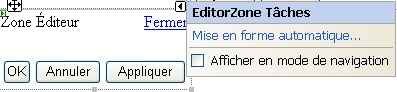 Zone Éditeur Fermer
OK Annuler Appliquer
EditorZone Tâches
Mise en forme automatique...
Afficher en mode de navigation